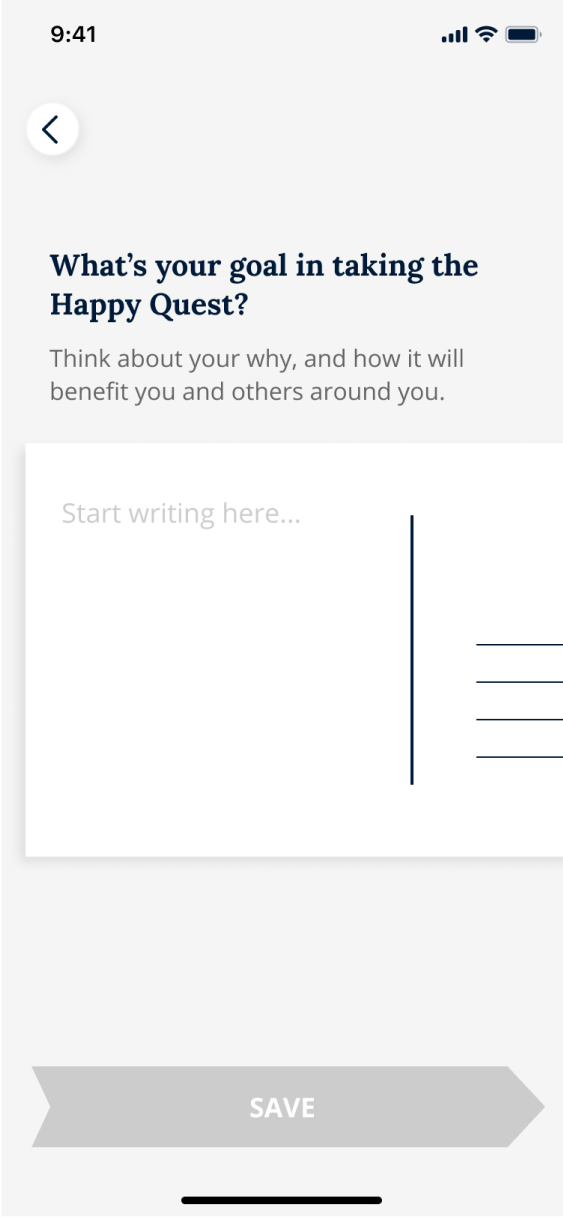 9:41
What’s your goal in taking the
Happy Quest?
Think about your why, and how it will
benefit you and others around you.
Start writing here...
SAVE